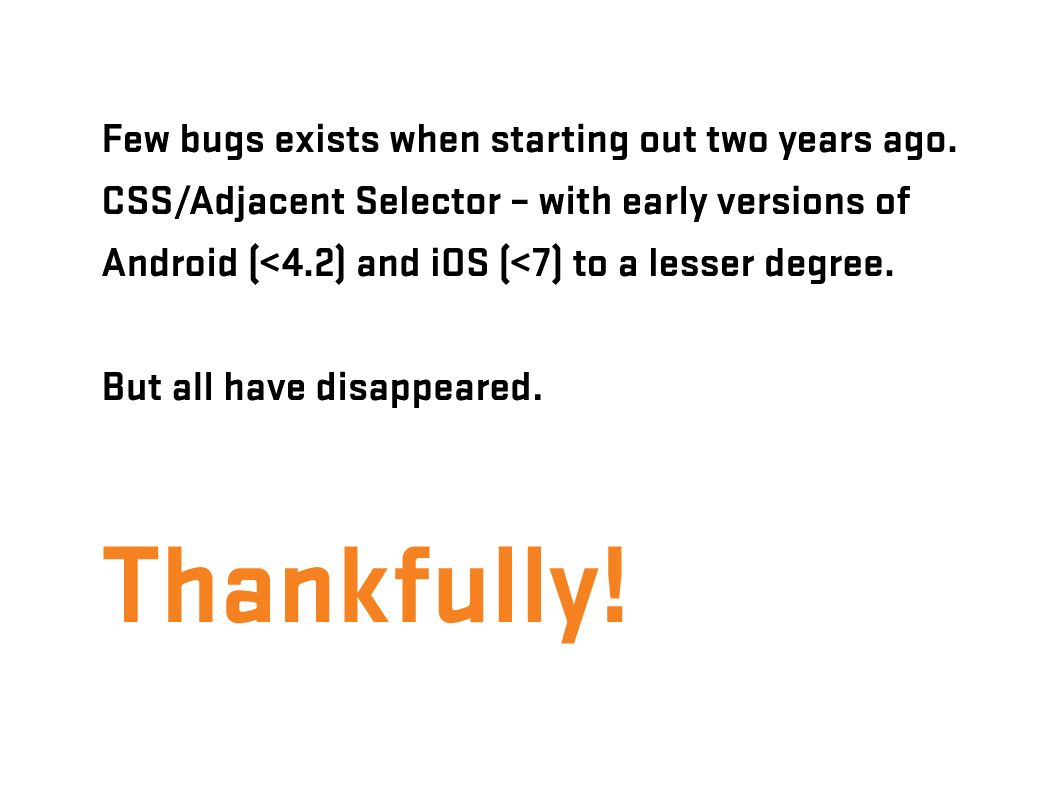 Few bugs exists when starting out two years ago.
CSS/Adjacent Selector – with early versions of
Android (<4.2) and iOS (<7) to a lesser degree.
But all have disappeared.
Thankfully!